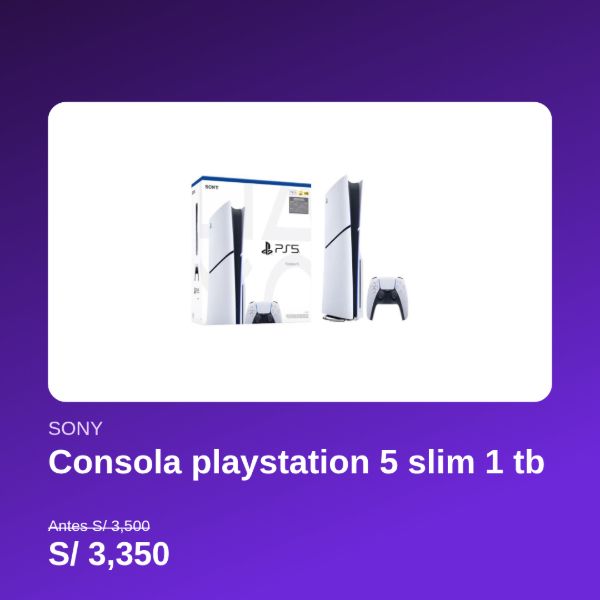 SONY
PS5
SONY
Consola playstation 5 slim 1 tb
Antes S/ 3,500
S/ 3,350